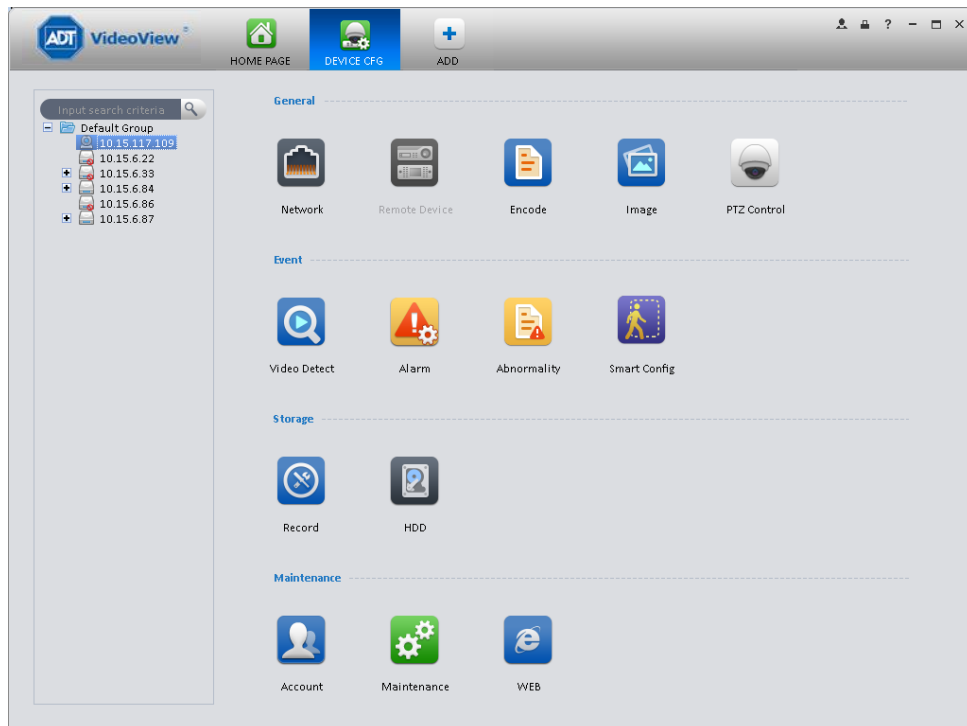 ADT VideoView®
HOME PAGE
DEVICE CFG
ADD
?
Input search criteria
Default Group
10.15.117.109
10.15.6.22
10.15.6.33
10.15.6.84
10.15.6.86
10.15.6.87
General
Network
Remote Device
Encode
Image
PTZ Control
Event
Video Detect
Alarm
Abnormality
Smart Config
Storage
Record
HDD
Maintenance
Account
Maintenance
WEB